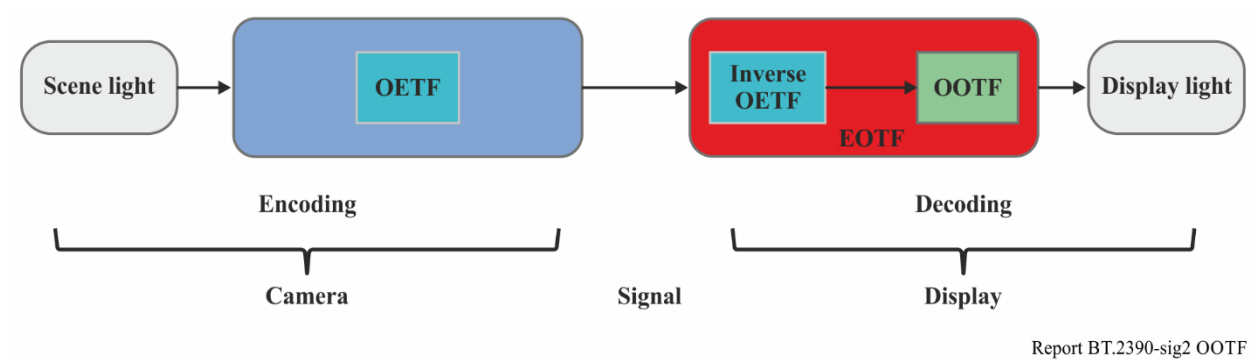 Scene light
OETF
Inverse
OETF
OOTF
EOTF
Display light
Encoding
Decoding
Camera
Signal
Display
Report BT.2390-sig2 OOTF